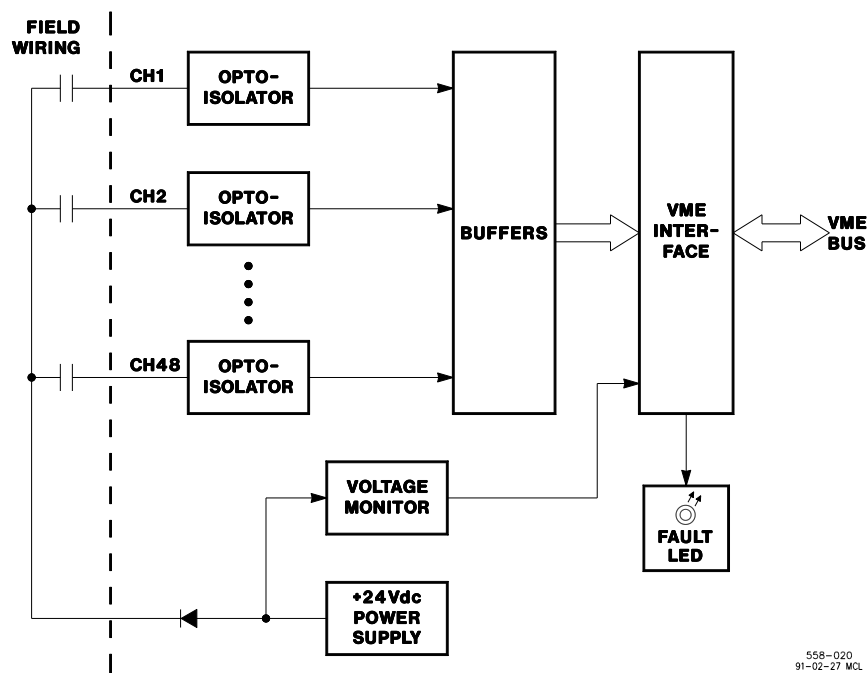 FIELD
WIRING
CH1
OPTO-
ISOLATOR
CH2
OPTO-
ISOLATOR
CH48
OPTO-
ISOLATOR
BUFFERS
VME
INTER-
FACE
VME
BUS
VOLTAGE
MONITOR
FAULT
LED
+24Vdc
POWER
SUPPLY
558-020
91-02-27 MCL